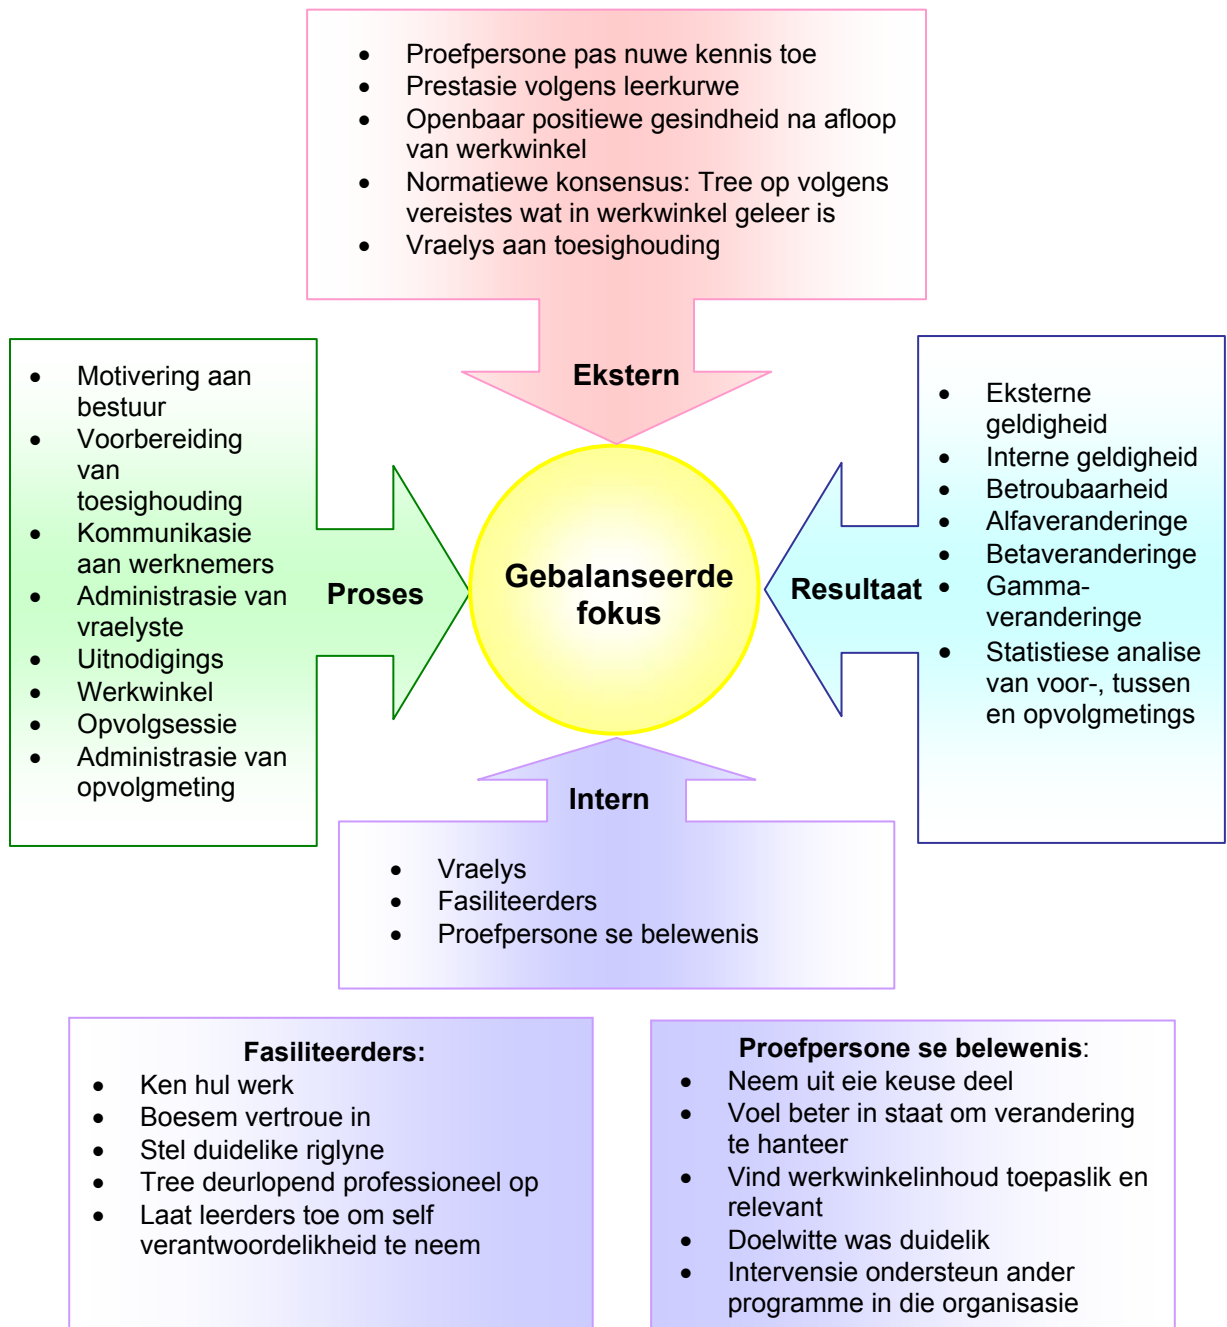 • Proefpersone pas nuwe kennis toe
• Prestasie volgens leerkurwe
• Openbaar positiewe gesindheid na afloop
van werkwinkel
• Normatiewe konsensus: Tree op volgens
vereistes wat in werkwinkel geleer is
• Vraelys aan toesighouding
Ekstern
• Motivering aan
bestuur
• Voorbereiding
van
toesighouding
• Kommunikasie
aan werknemers
• Administrasie van
vraelyste
• Uitnodigings
• Werkwinkel
• Opvolgsessie
• Administrasie van
opvolgmeting
Proses
Gebalanseerde
fokus
Resultaat
• Eksterne
geldigheid
• Interne geldigheid
• Betroubaarheid
• Alfaveranderinge
• Betaveranderinge
• Gamma-
veranderinge
• Statistiese analise
van voor-, tussen
en opvolgmetings
Intern
• Vraelys
• Fasiliteerders
• Proefpersone se belewenis
Fasiliteerders:
• Ken hul werk
• Boesem vertroue in
• Stel duidelike riglyne
• Tree deurlopend professioneel op
• Laat leerders toe om self
verantwoordelikheid te neem
Proefpersone se belewenis:
• Neem uit eie keuse deel
• Voel beter in staat om verandering
te hanteer
• Vind werkwinkelinhoud toepaslik en
relevant
• Doelwitte was duidelik
• Intervensie ondersteun ander
programme in die organisasie